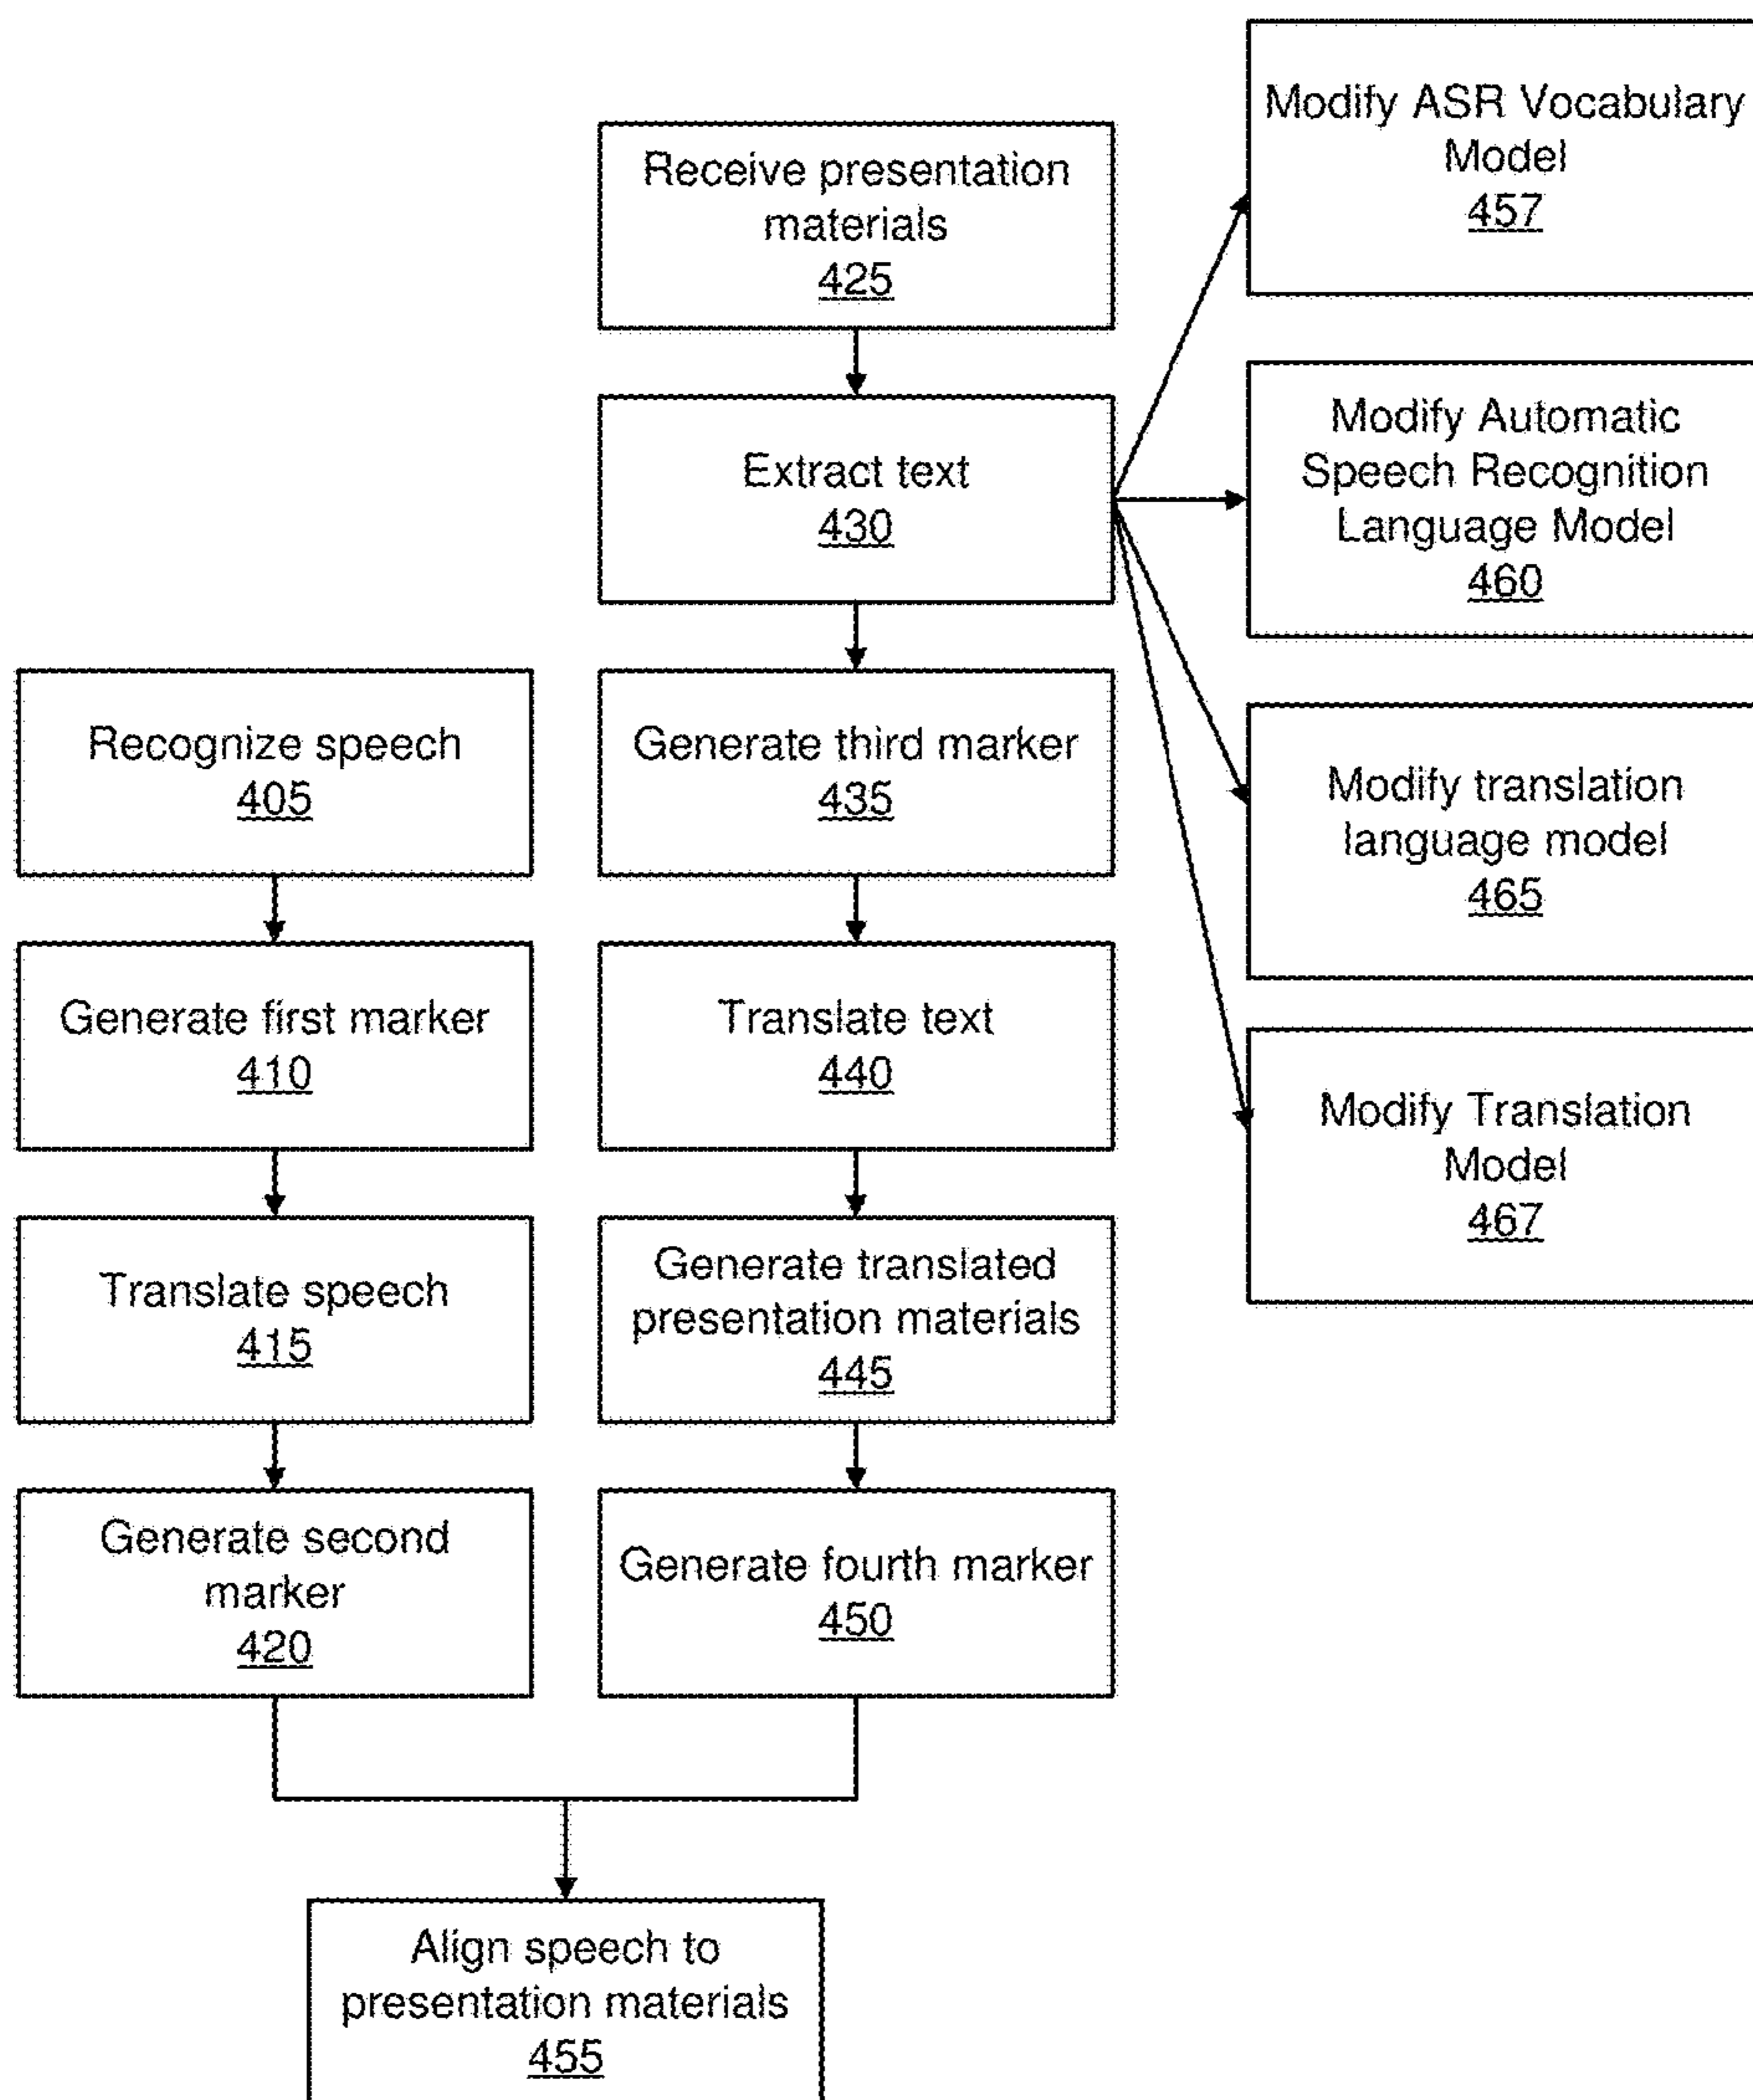 Modify ASR Vocabulary
Model
457
Receive presentation
materials
425
Modify Automatic
Speech Recognition
Language Model
460
Extract text
430
Recognize speech
405
Generate third marker
435
Modify translation
language model
465
Generate first marker
410
Translate text
440
Modify Translation
Model
467
Translate speech
415
Generate translated
presentation materials
445
Generate second
marker
420
Generate fourth marker
450
Align speech to
presentation materials
455